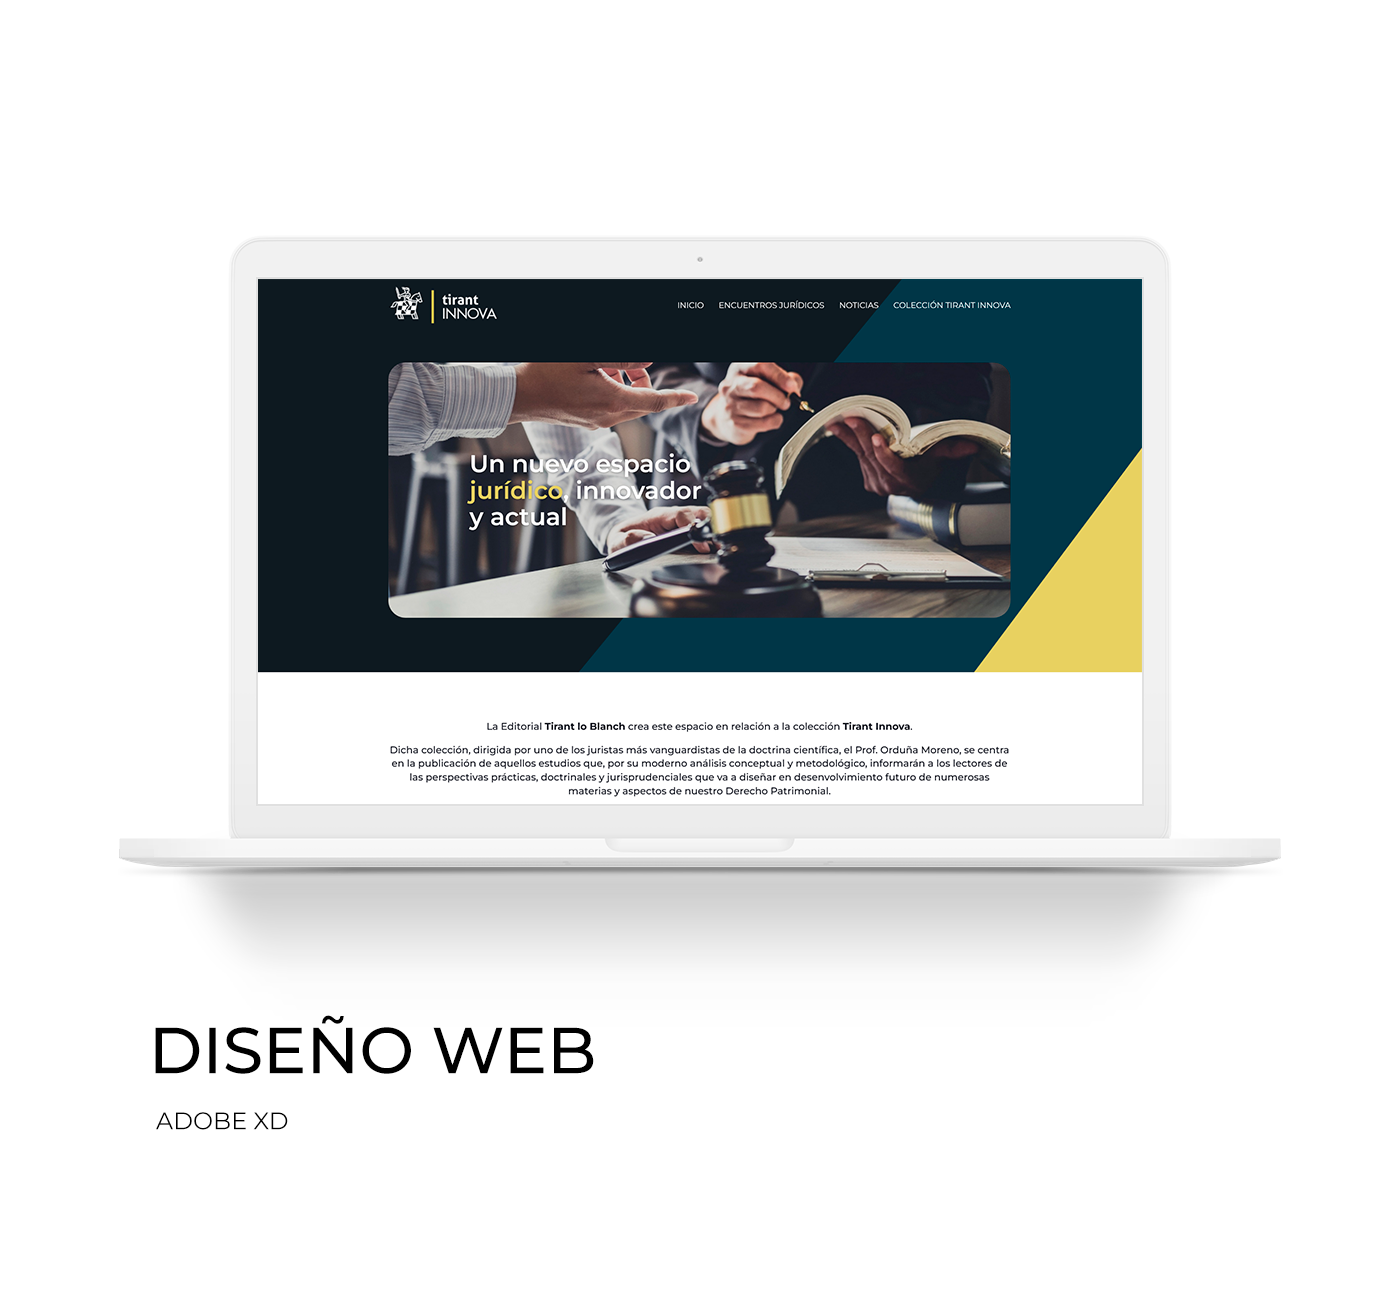 tirant
INNOVA
INICIO ENCUENTROS JURÍDICOS NOTICIAS COLECCIÓN TIRANT INNOVA
Un nuevo espacio
jurídico, innovador
y actual
La Editorial Tirant lo Blanch crea este espacio en relación a la colección Tirant Innova.
Dicha colección, dirigida por uno de los juristas más vanguardistas de la doctrina científica, el Prof. Orduña Moreno, se centra
en la publicación de aquellos estudios que, por su moderno análisis conceptual y metodológico, informarán a los lectores de
las perspectivas prácticas, doctrinales y jurisprudenciales que va a diseñar en desenvolvimiento futuro de numerosas
materias y aspectos de nuestro Derecho Patrimonial.
DISEÑO WEB
ADOBE XD